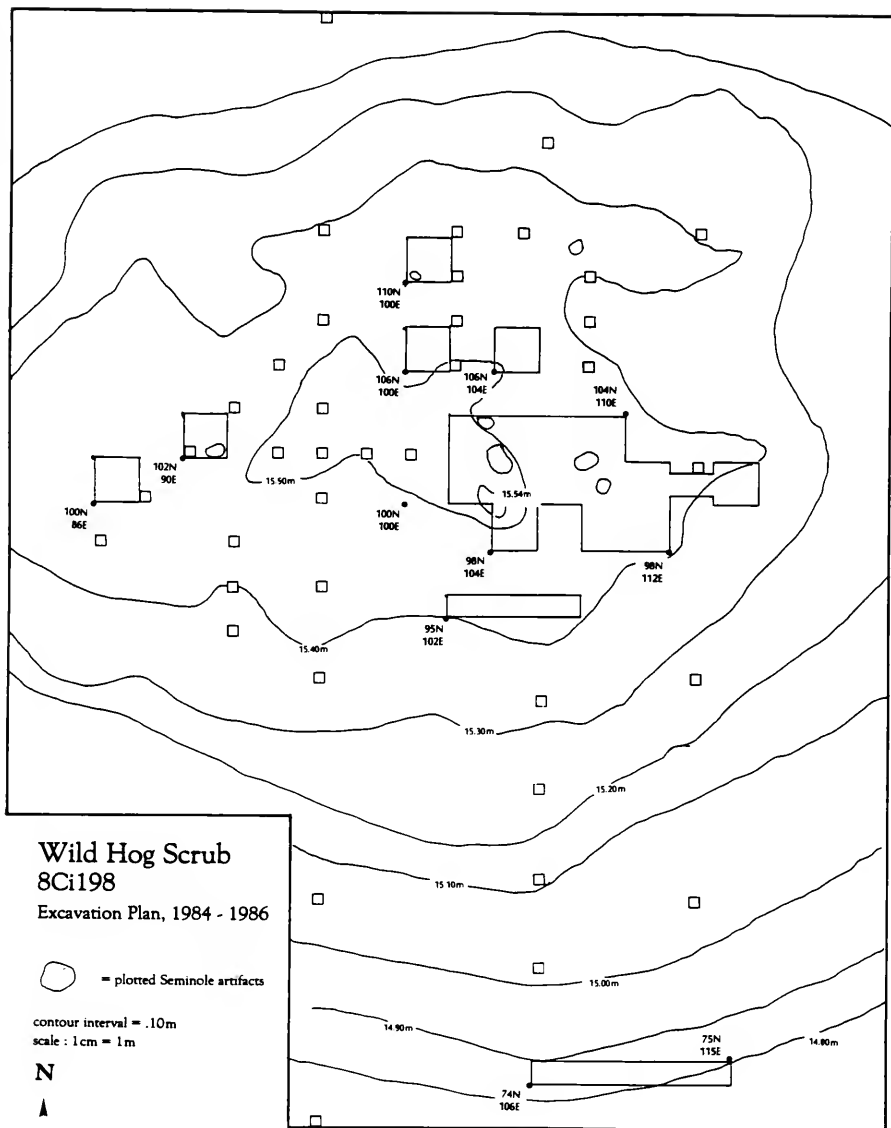 110N
100E
106N
100E
106N
104E
104N
110E
102N
90E
15.50m
15.54m
100N
86E
100N
100E
98N
104E
98N
112E
95N
102E
15.40m
15.30m
15.20m
15.10m
15.00m
14.90m
14.80m
75N
115E
74N
106E
Wild Hog Scrub
8Ci198
Excavation Plan, 1984 - 1986
= plotted Seminole artifacts
contour interval = .10m
scale : 1cm = 1m
N